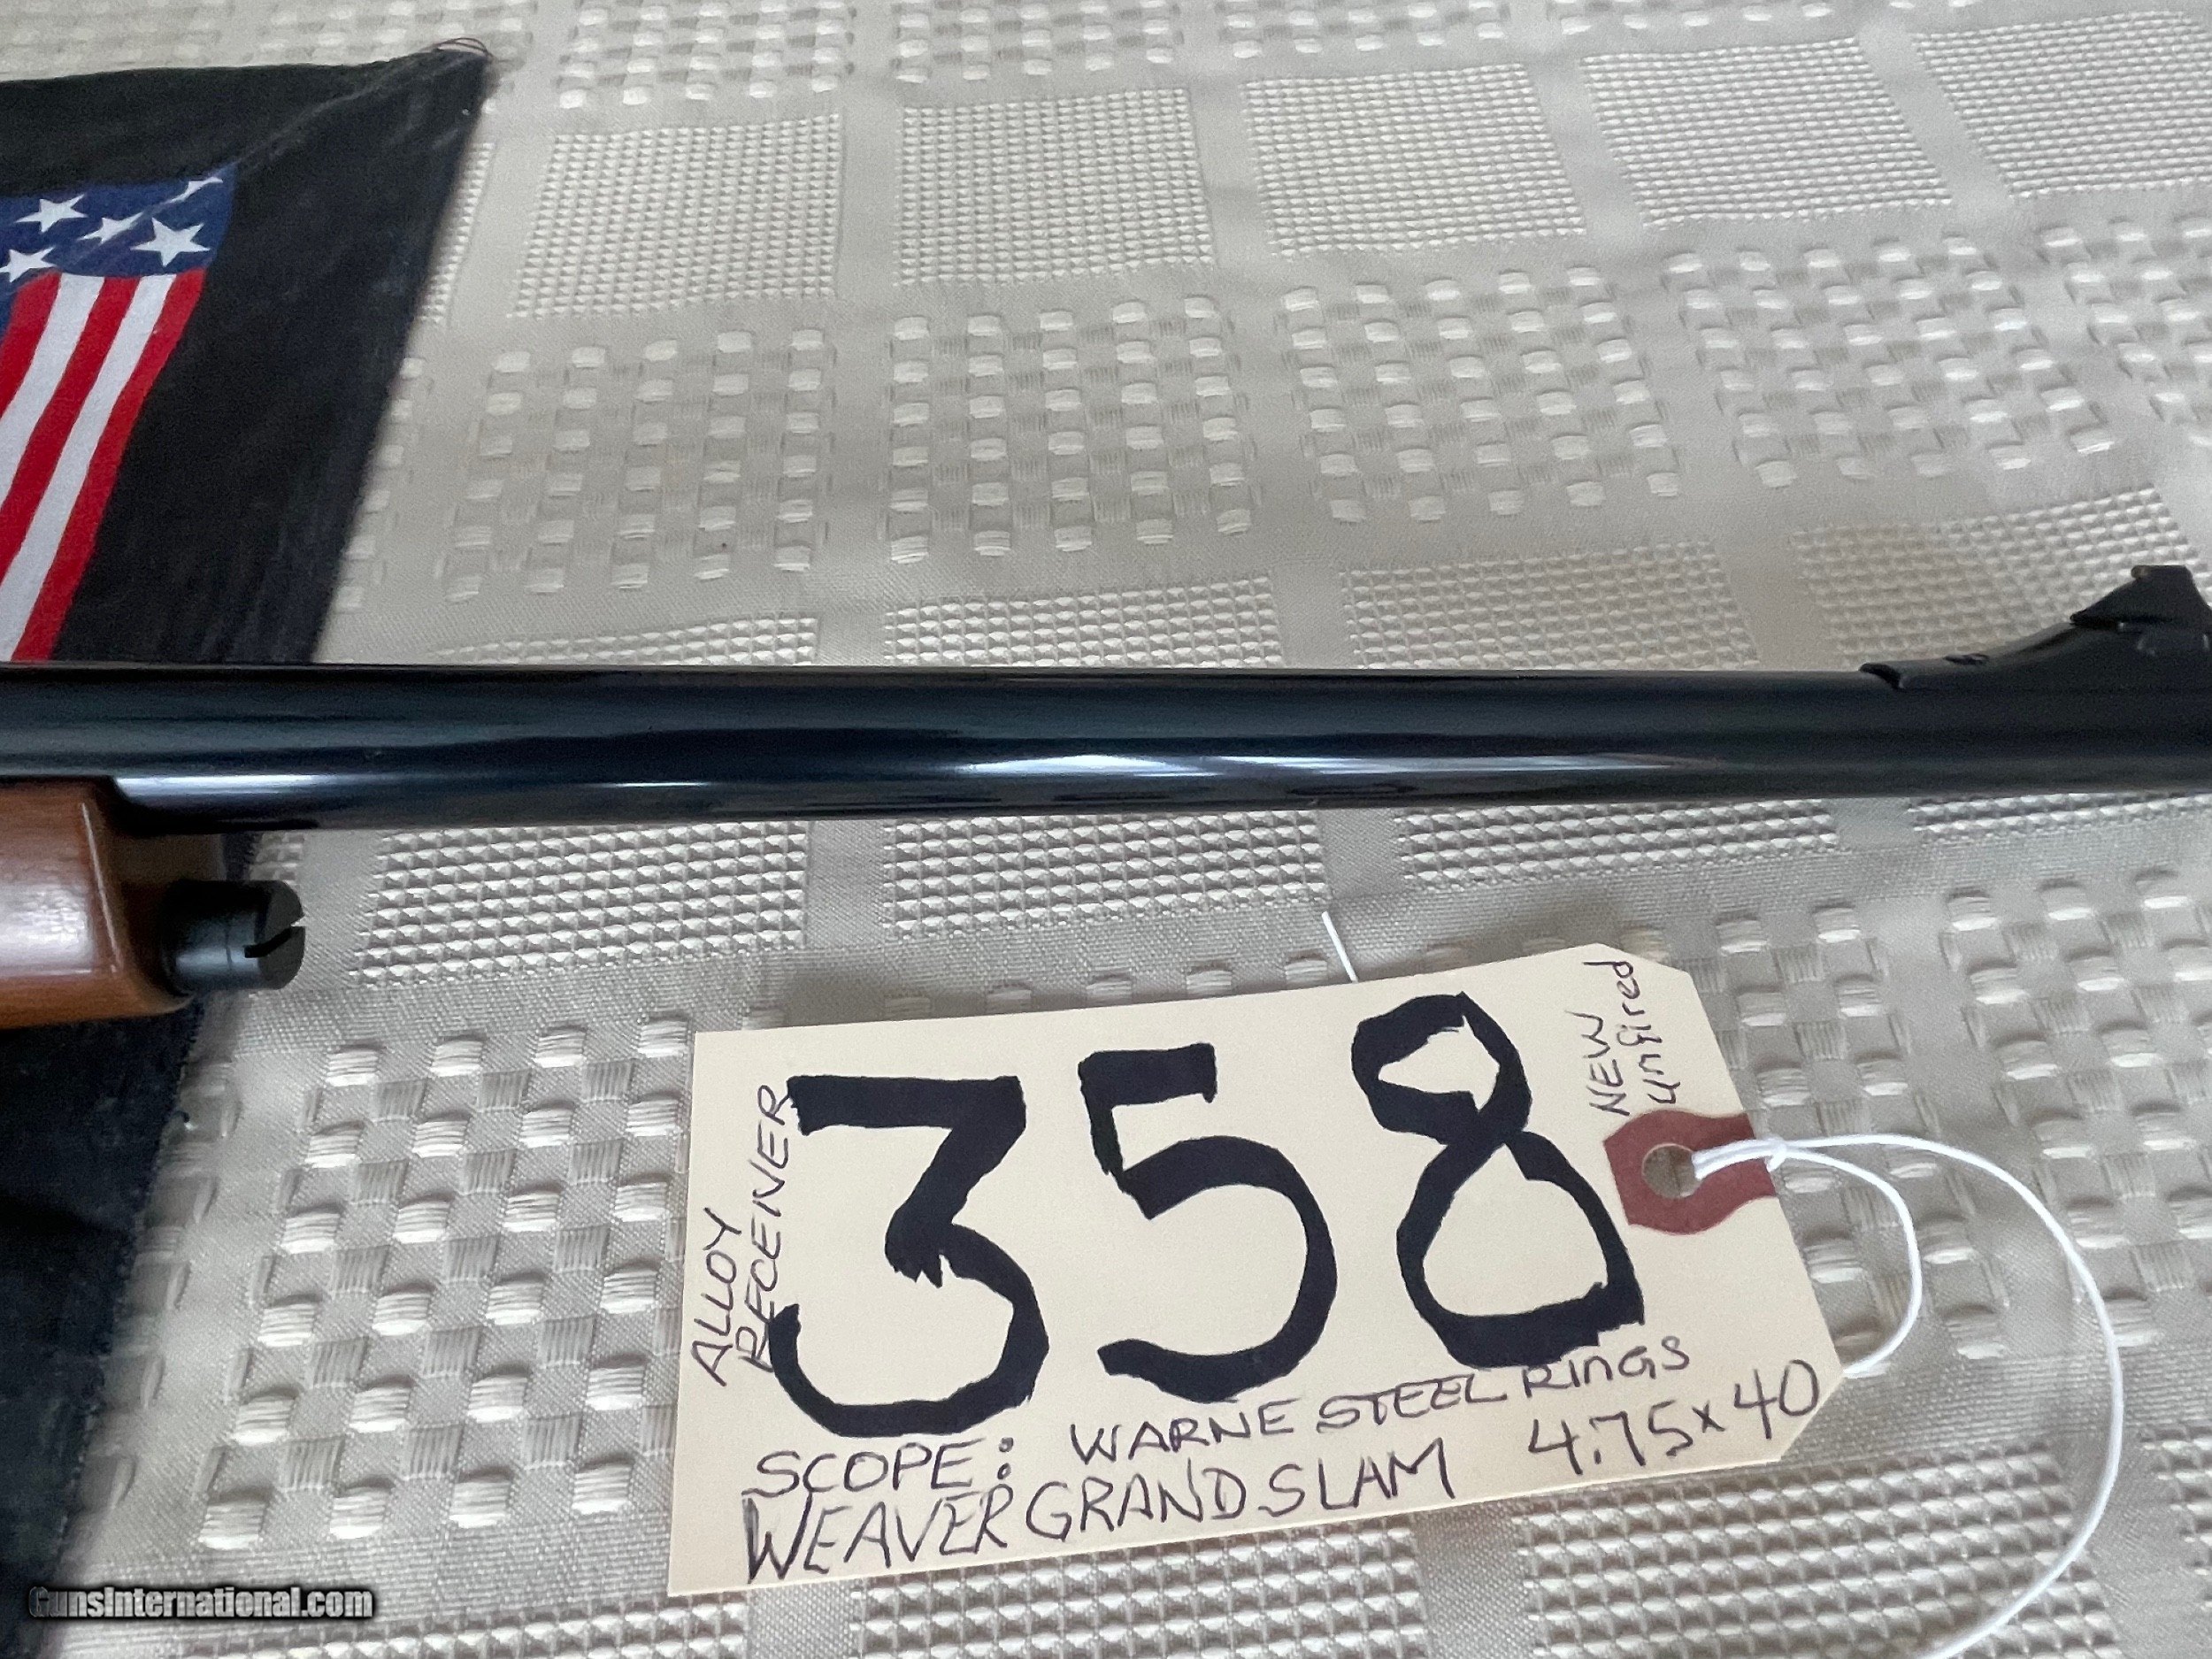 ALLOY
RECEIVER
358
NEW
unfired
SCOPE: WARNE STEEL RINGS
WEAVER GRAND SLAM 4.75x40
GunsInternational.com